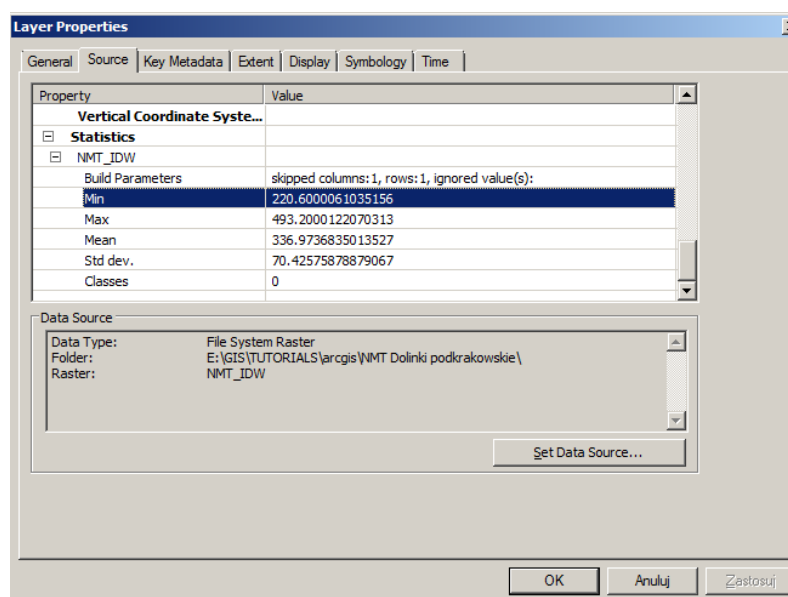 Layer Properties
General Source Key Metadata Extent Display Symbology Time
Property Value
Vertical Coordinate Syste...
Statistics
NMT_IDW
Build Parameters skipped columns:1, rows:1, ignored value(s):
Min 220.6000061035156
Max 493.2000122070313
Mean 336.9736835013527
Std dev. 70.42575878879067
Classes 0
Data Source
Data Type: File System Raster
Folder: E:\GIS\TUTORIALS\arcgis\NMT Dolinki podkrakowskie\
Raster: NMT_IDW
Set Data Source...
OK Anuluj Zastosuj